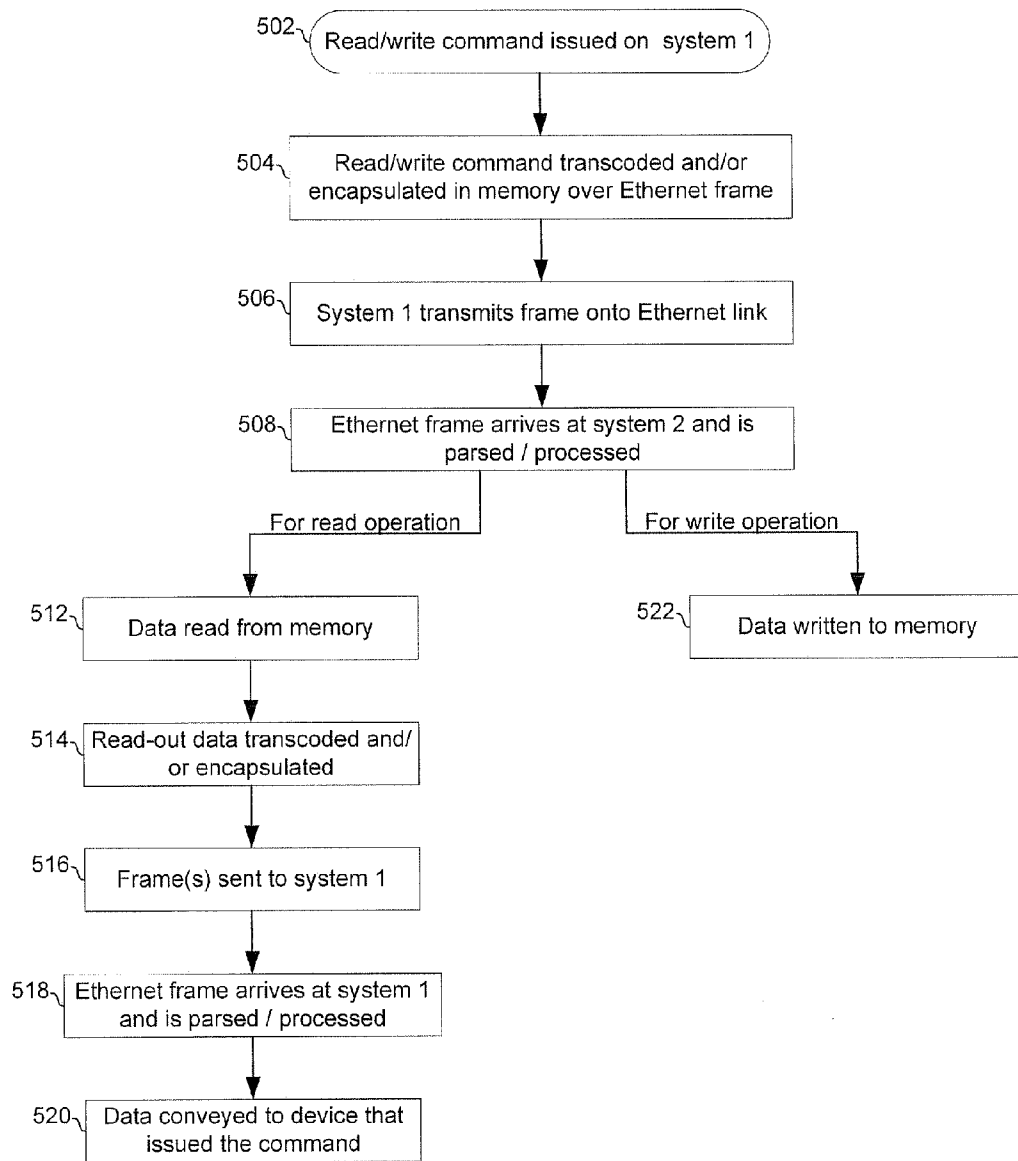 502
Read/write command issued on system 1
504
Read/write command transcoded and/or
encapsulated in memory over Ethernet frame
506
System 1 transmits frame onto Ethernet link
508
Ethernet frame arrives at system 2 and is
parsed / processed
For read operation
For write operation
512
Data read from memory
522
Data written to memory
514
Read-out data transcoded and/
or encapsulated
516
Frame(s) sent to system 1
518
Ethernet frame arrives at system 1
and is parsed / processed
520
Data conveyed to device that
issued the command